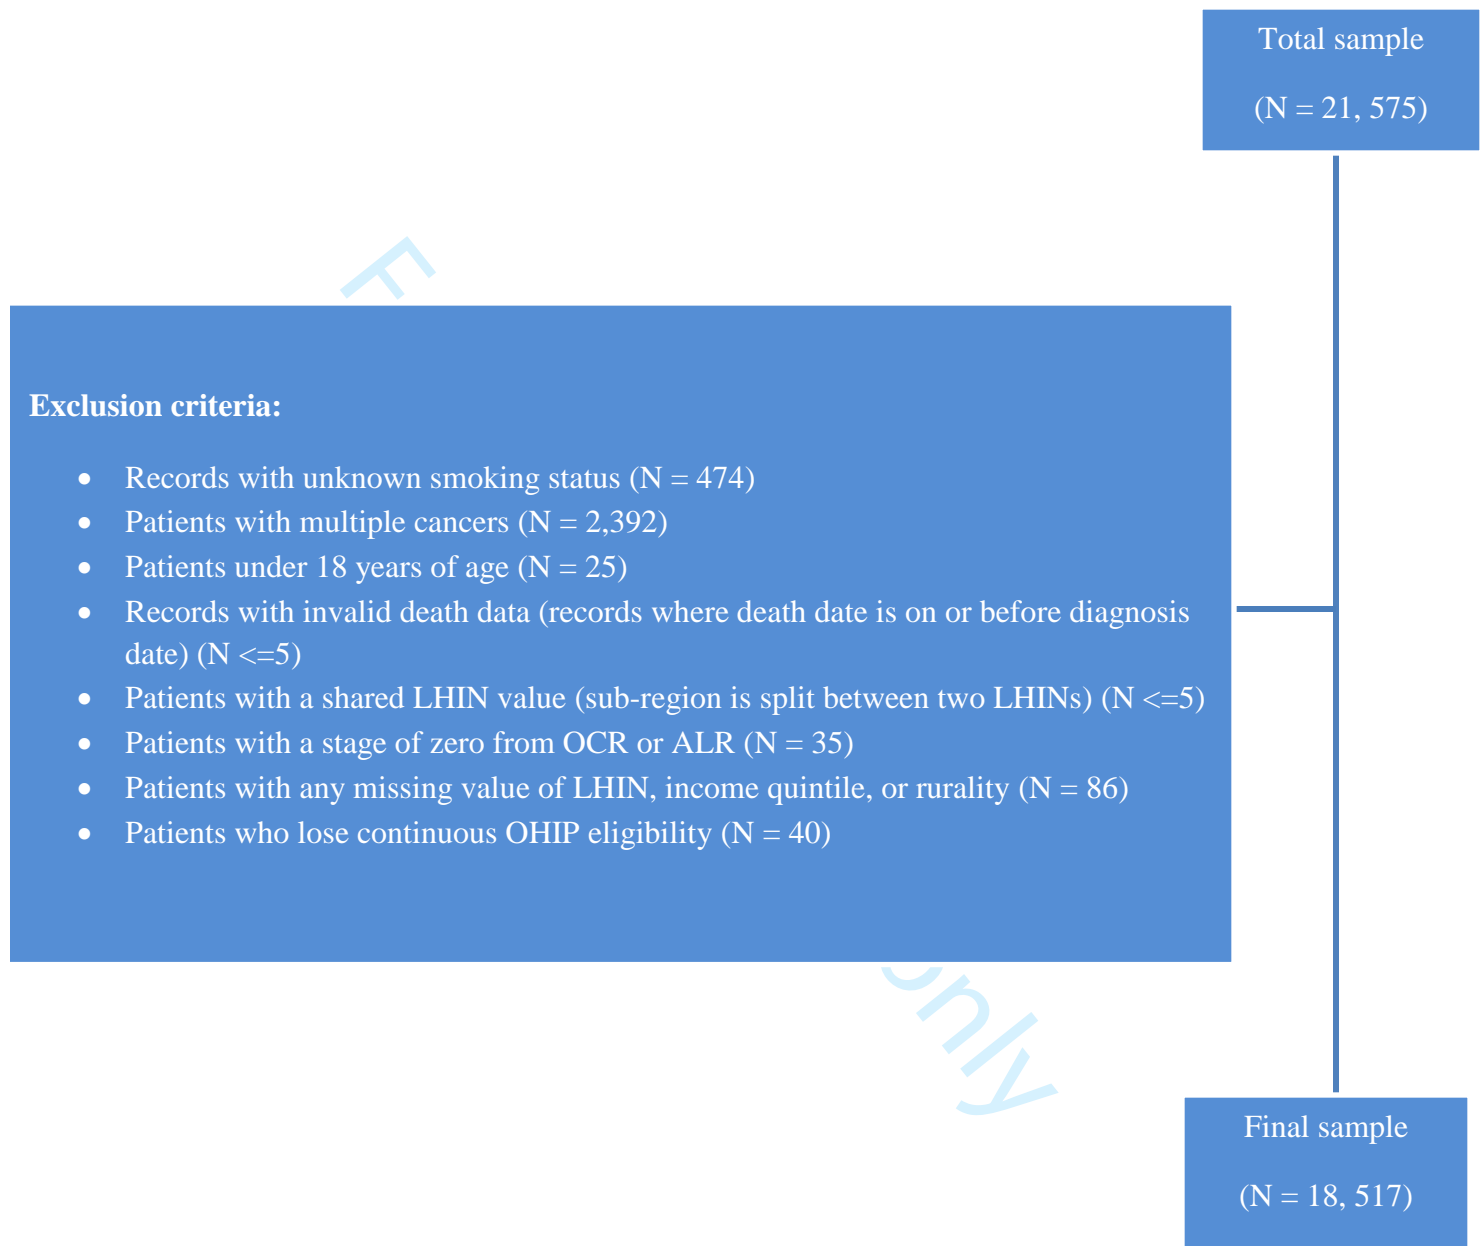 Total sample
(N = 21, 575)
Exclusion criteria:
• Records with unknown smoking status (N = 474)
• Patients with multiple cancers (N = 2,392)
• Patients under 18 years of age (N = 25)
• Records with invalid death data (records where death date is on or before diagnosis
date) (N <=5)
• Patients with a shared LHIN value (sub-region is split between two LHINs) (N <=5)
• Patients with a stage of zero from OCR or ALR (N = 35)
• Patients with any missing value of LHIN, income quintile, or rurality (N = 86)
• Patients who lose continuous OHIP eligibility (N = 40)
only
Final sample
(N = 18, 517)